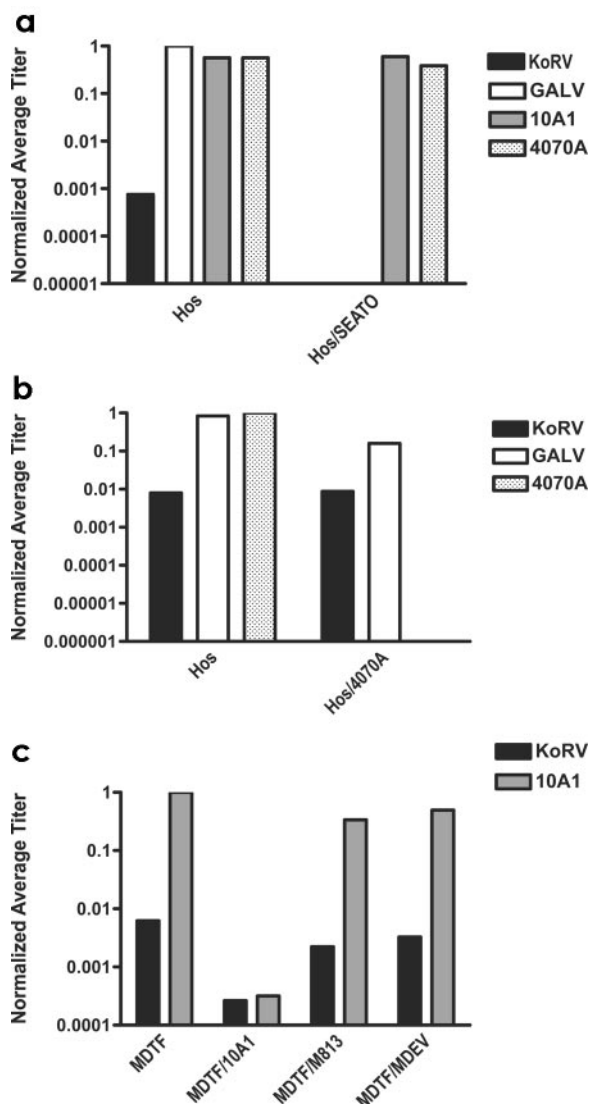 a
Normalized Average Titer
1
0.1
0.01
0.001
0.0001
0.00001
Hos
Hos/SEATO
KoRV
GALV
10A1
4070A
b
Normalized Average Titer
1
0.1
0.01
0.001
0.0001
0.00001
0.000001
Hos
Hos/4070A
KoRV
GALV
4070A
c
Normalized Average Titer
1
0.1
0.01
0.001
0.0001
MDTF
MDTF/10A1
MDTF/M813
MDTF/MDEV
KoRV
10A1